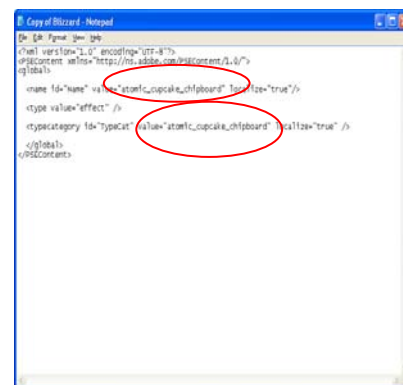 Copy of Blizzard - Notepad
File Edit Format View Help
<?xml version="1.0" encoding="UTF-8"?>
<PSEContent xmlns="http://ns.adobe.com/PSEContent/1.0/">
<global>
<name id="Name" value="atomic_cupcake_chipboard" localize="true"/>
<type value="effect" />
<typecategory id="TypeCat" value="atomic_cupcake_chipboard" localize="true" />
</global>
</PSEContent>